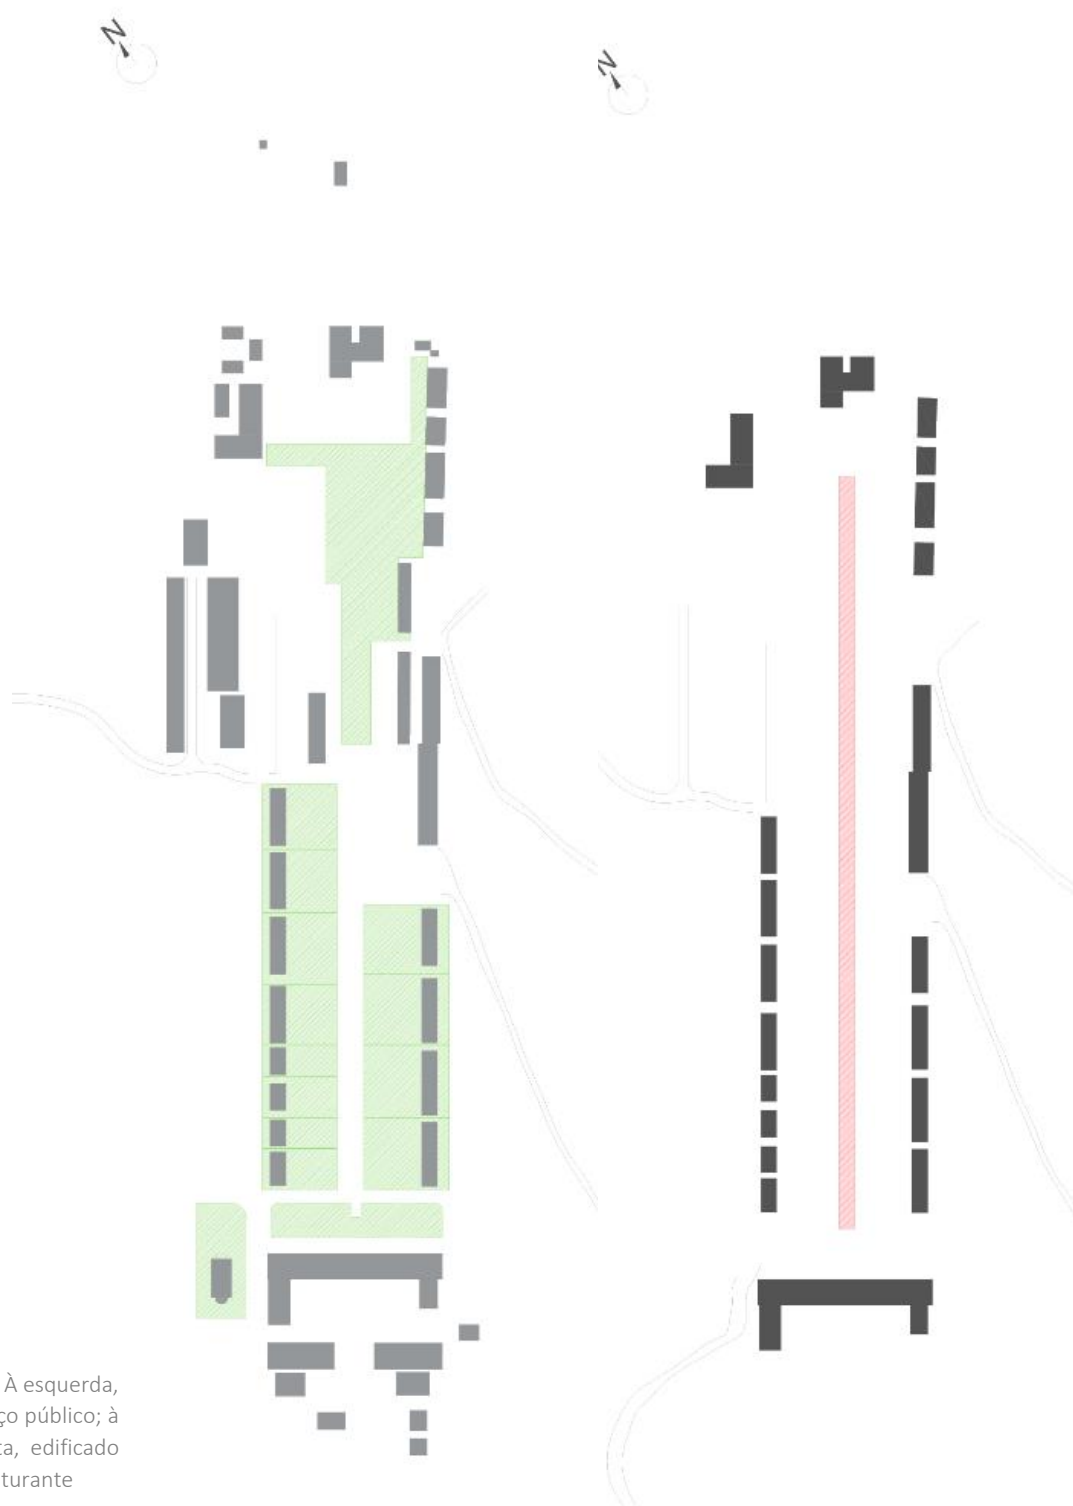 N
N
À esquerda,
ço público; à
ta, edificado
turante